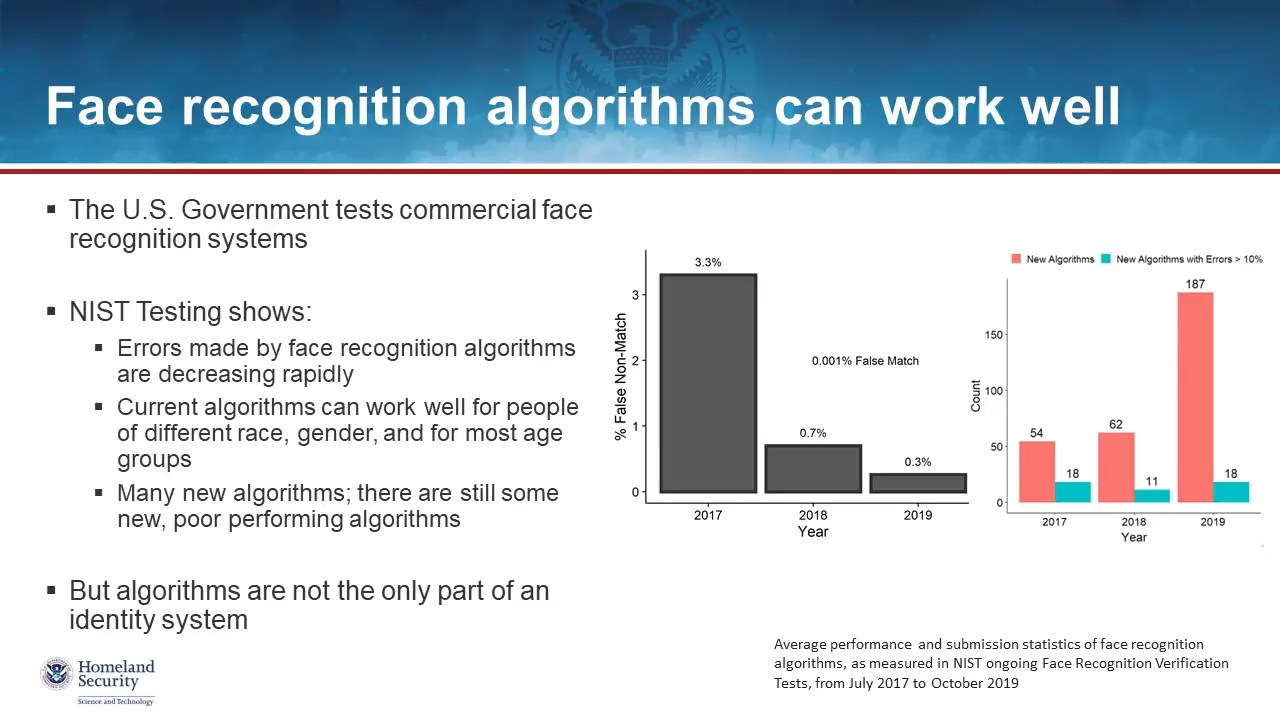 Face recognition algorithms can work well
▪ The U.S. Government tests commercial face
recognition systems
▪ NIST Testing shows:
▪ Errors made by face recognition algorithms
are decreasing rapidly
▪ Current algorithms can work well for people
of different race, gender, and for most age
groups
▪ Many new algorithms; there are still some
new, poor performing algorithms
▪ But algorithms are not the only part of an
identity system
% False Non-Match
3
2
1
0
3.3%
0.001% False Match
0.7%
0.3%
2017 2018 2019
Year
New Algorithms New Algorithms with Errors > 10%
Count
150
100
50
0
54
18
62
11
187
18
2017 2018 2019
Year
Average performance and submission statistics of face recognition
algorithms, as measured in NIST ongoing Face Recognition Verification
Tests, from July 2017 to October 2019
Homeland
Security
Science and Technology